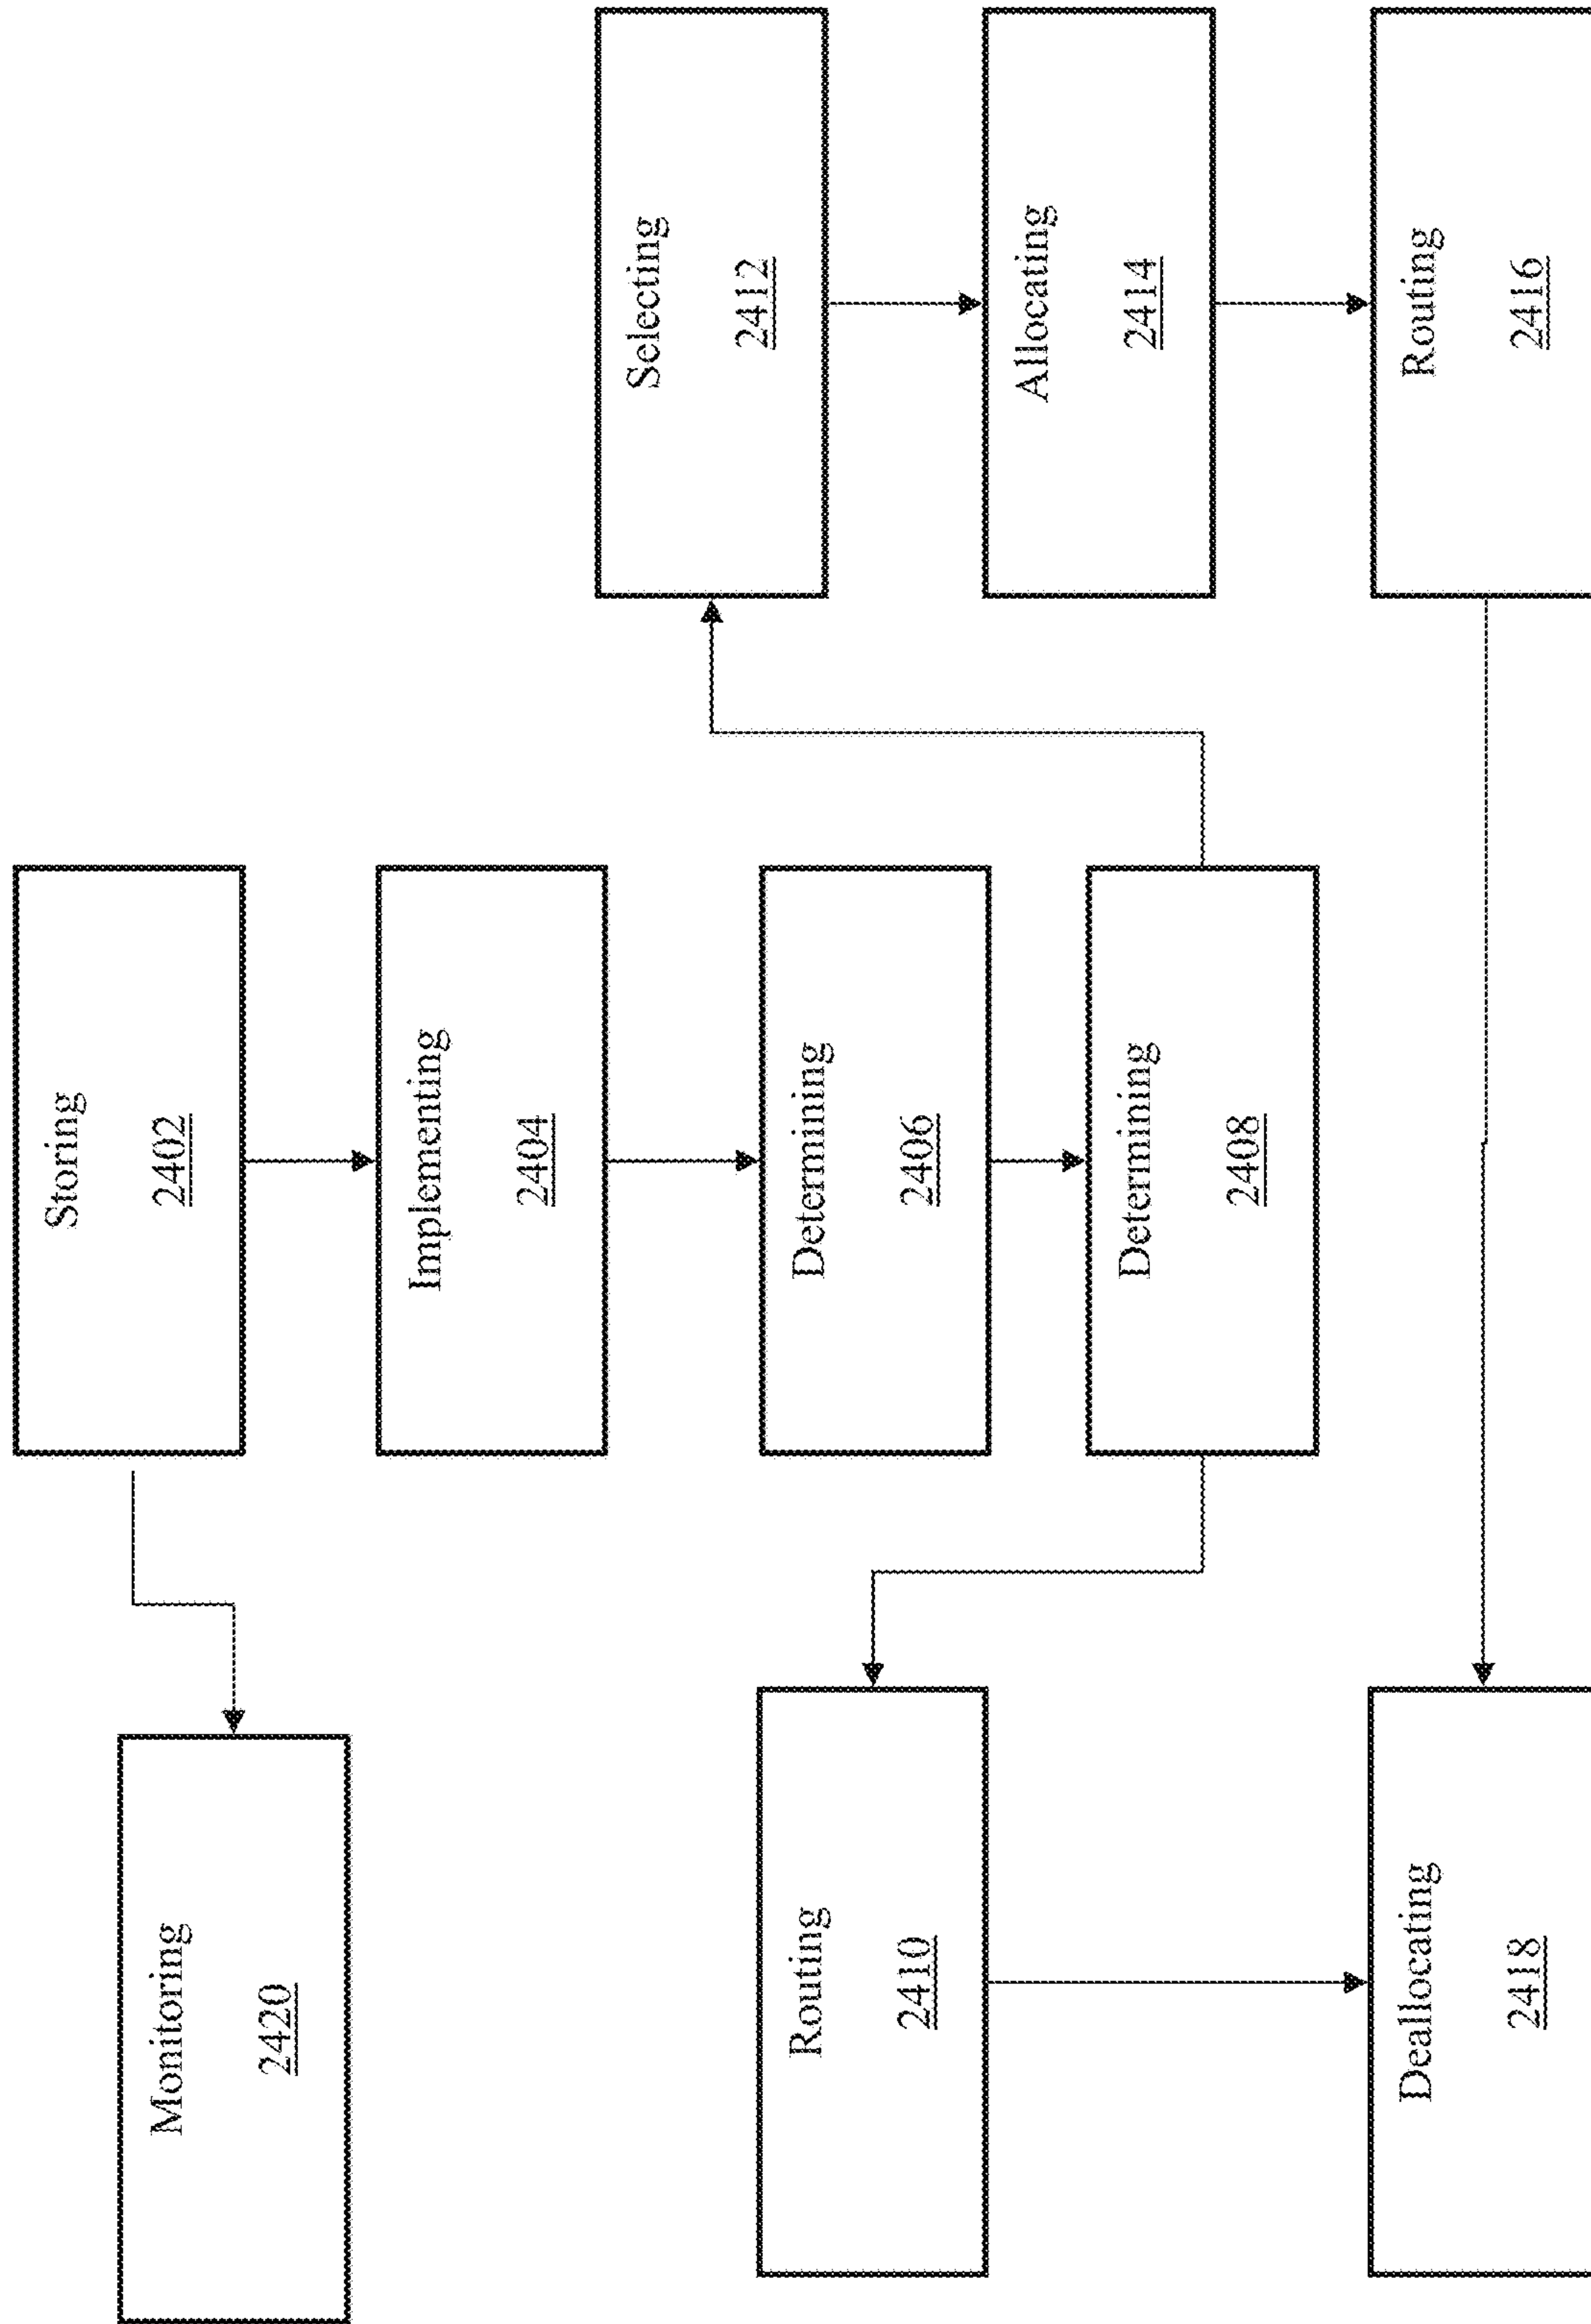 Storing
2402
Monitoring
2420
Implementing
2404
Determining
2406
Determining
2408
Routing
2410
Selecting
2412
Allocating
2414
Routing
2416
Deallocating
2418